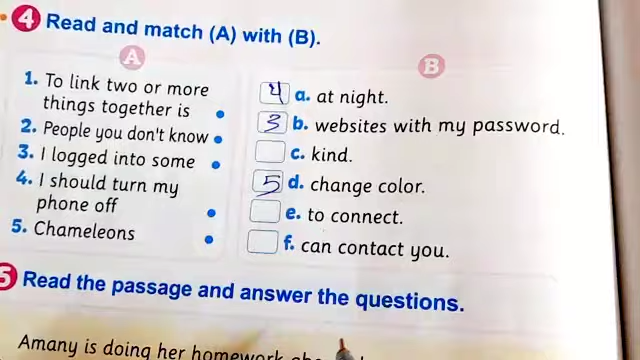 4 Read and match (A) with (B).
A
B
1. To link two or more
things together is
2. People you don't know
3. I logged into some
4. I should turn my
phone off
5. Chameleons
4 a. at night.
3 b. websites with my password.
c. kind.
5 d. change color.
e. to connect.
f. can contact you.
5 Read the passage and answer the questions.
Amany is doing her homework